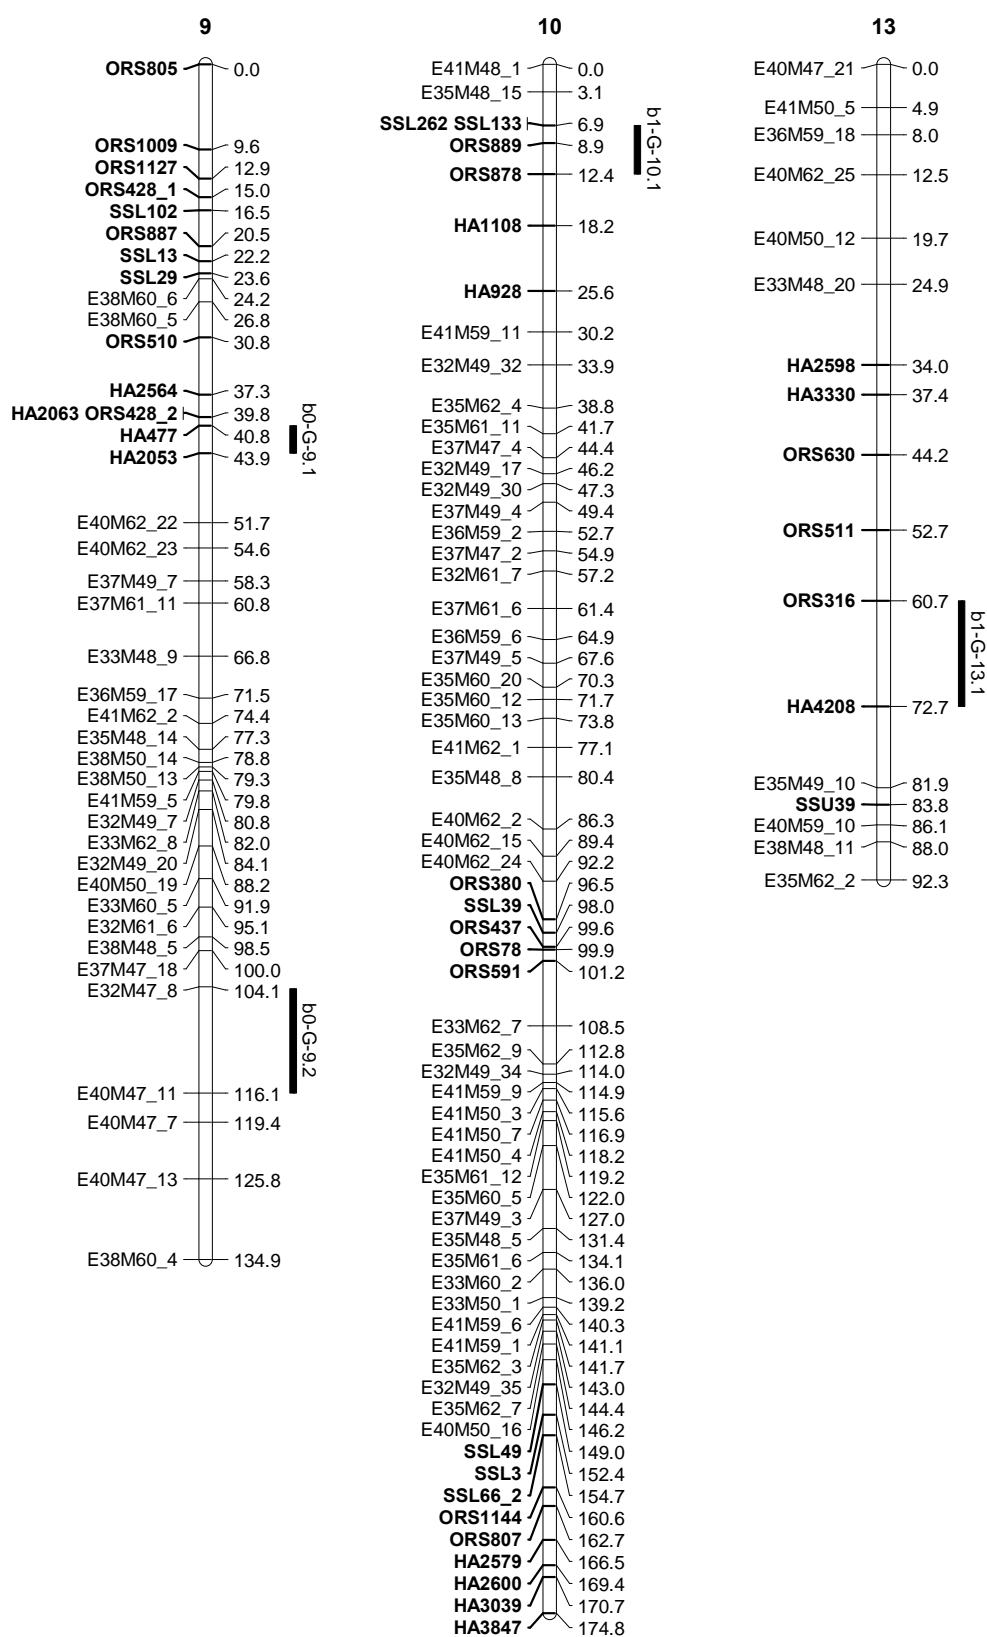 9
ORS805 0.0
ORS1009 9.6
ORS1127 12.9
ORS428_1 15.0
SSL102 16.5
ORS887 20.5
SSL13 22.2
SSL29 23.6
E38M60_6 24.2
E38M60_5 26.8
ORS510 30.8
HA2564 37.3
HA2063 ORS428_2 39.8
HA477 40.8
HA2053 43.9
E40M62_22 51.7
E40M62_23 54.6
E37M49_7 58.3
E37M61_11 60.8
E33M48_9 66.8
E36M59_17 71.5
E41M62_2 74.4
E35M48_14 77.3
E38M50_14 78.8
E38M50_13 79.3
E41M59_5 79.8
E32M49_7 80.8
E33M62_8 82.0
E32M49_20 84.1
E40M50_19 88.2
E33M60_5 91.9
E32M61_6 95.1
E38M48_5 98.5
E37M47_18 100.0
E32M47_8 104.1
E40M47_11 116.1
E40M47_7 119.4
E40M47_13 125.8
E38M60_4 134.9
b0-G-9.1
b0-G-9.2
10
E41M48_1 0.0
E35M48_15 3.1
SSL262 SSL133 6.9
ORS889 8.9
ORS878 12.4
HA1108 18.2
HA928 25.6
E41M59_11 30.2
E32M49_32 33.9
E35M62_4 38.8
E35M61_11 41.7
E37M47_4 44.4
E32M49_17 46.2
E32M49_30 47.3
E37M49_4 49.4
E36M59_2 52.7
E37M47_2 54.9
E32M61_7 57.2
E37M61_6 61.4
E36M59_6 64.9
E37M49_5 67.6
E35M60_20 70.3
E35M60_12 71.7
E35M60_13 73.8
E41M62_1 77.1
E35M48_8 80.4
E40M62_2 86.3
E40M62_15 89.4
E40M62_24 92.2
ORS380 96.5
SSL39 98.0
ORS437 99.6
ORS78 99.9
ORS591 101.2
E33M62_7 108.5
E35M62_9 112.8
E32M49_34 114.0
E41M59_9 114.9
E41M50_3 115.6
E41M50_7 116.9
E41M50_4 118.2
E35M61_12 119.2
E35M60_5 122.0
E37M49_3 127.0
E35M48_5 131.4
E35M61_6 134.1
E33M60_2 136.0
E33M50_1 139.2
E41M59_6 140.3
E41M59_1 141.1
E35M62_3 141.7
E32M49_35 143.0
E35M62_7 144.4
E40M50_16 146.2
SSL49 149.0
SSL3 152.4
SSL66_2 154.7
ORS1144 160.6
ORS807 162.7
HA2579 166.5
HA2600 169.4
HA3039 170.7
HA3847 174.8
b1-G-10.1
13
E40M47_21 0.0
E41M50_5 4.9
E36M59_18 8.0
E40M62_25 12.5
E40M50_12 19.7
E33M48_20 24.9
HA2598 34.0
HA3330 37.4
ORS630 44.2
ORS511 52.7
ORS316 60.7
HA4208 72.7
E35M49_10 81.9
SSU39 83.8
E40M59_10 86.1
E38M48_11 88.0
E35M62_2 92.3
b1-G-13.1